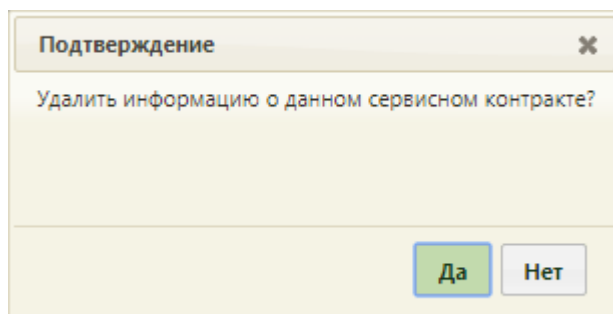 Подтверждение
Удалить информацию о данном сервисном контракте?
Да Нет